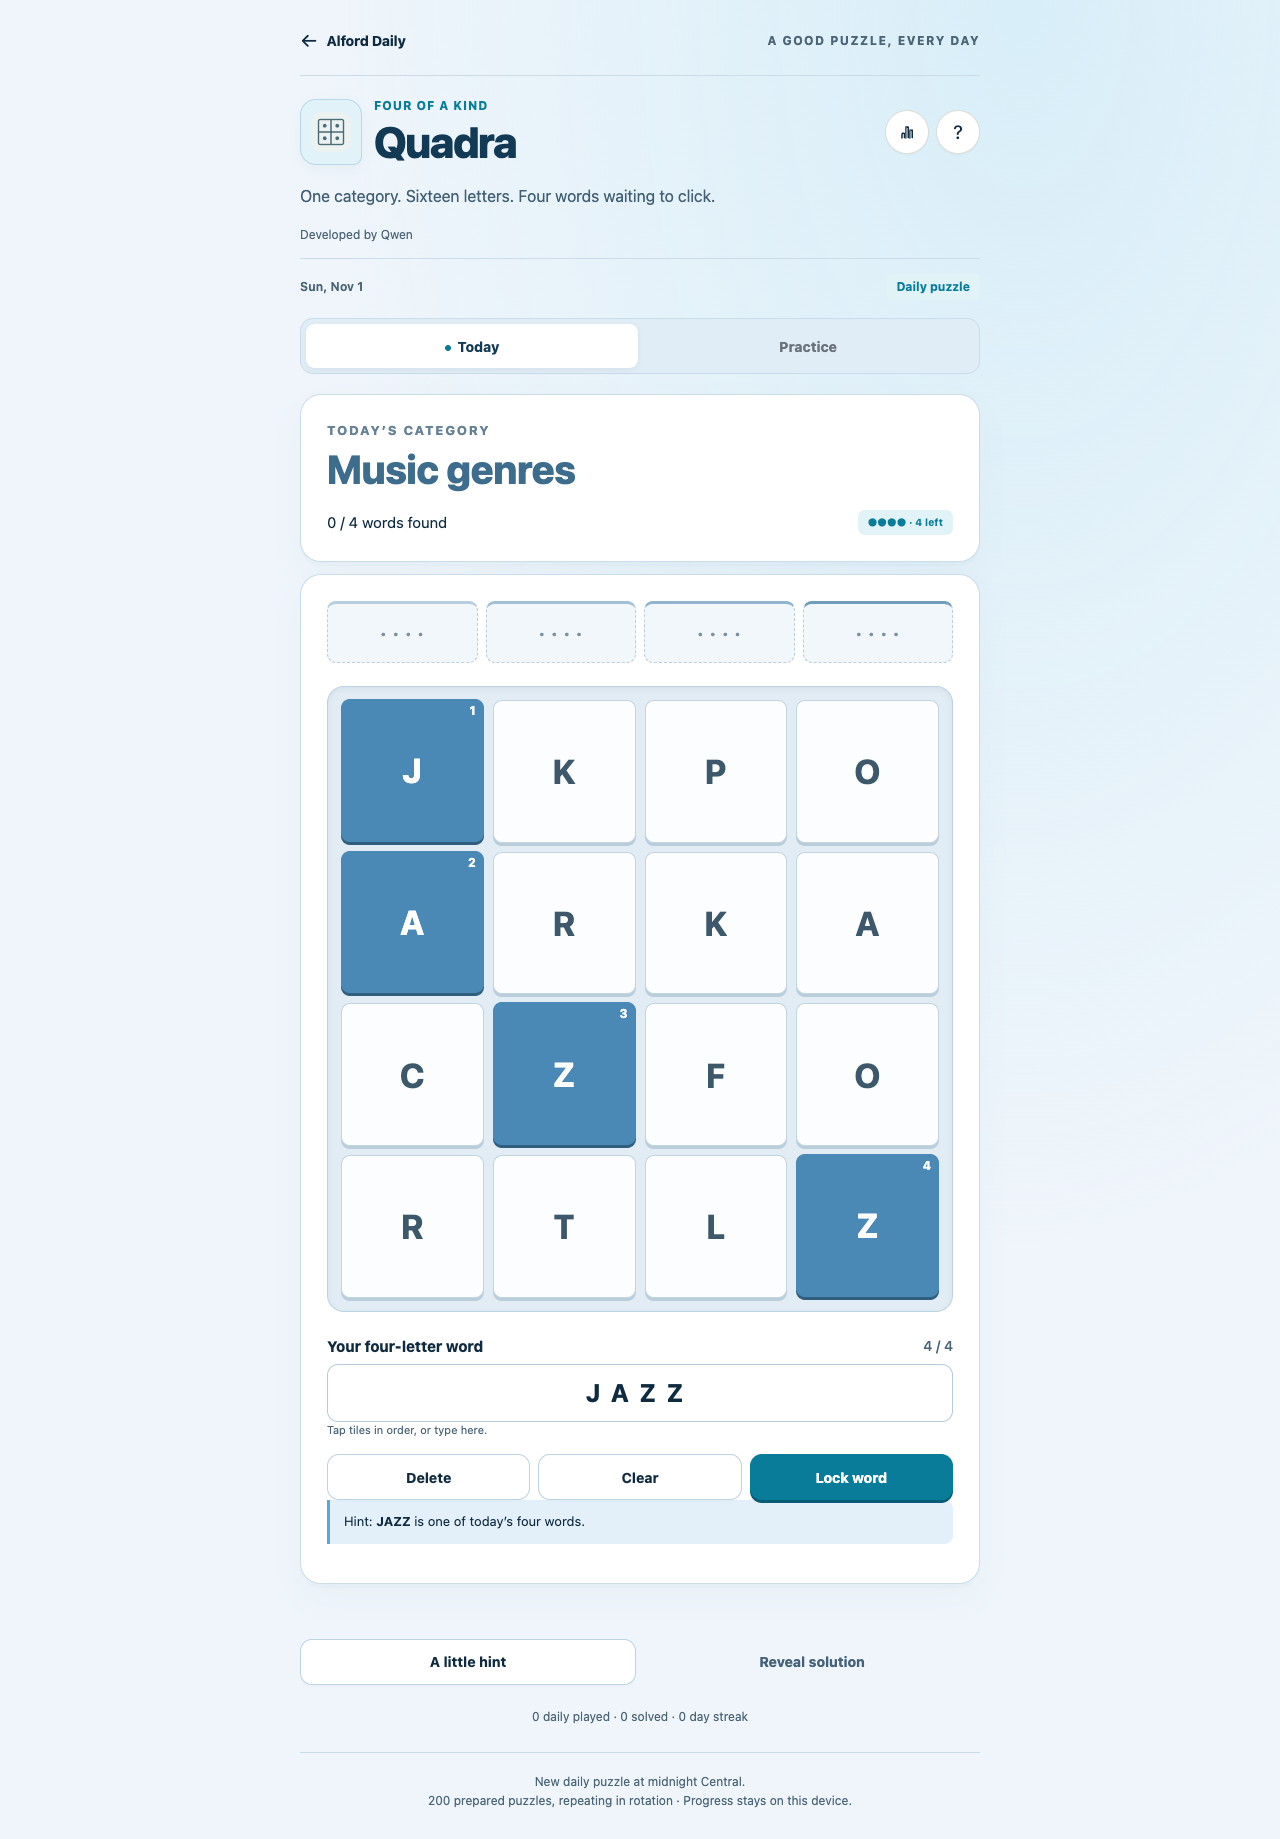 Alford Daily
A GOOD PUZZLE, EVERY DAY
FOUR OF A KIND
Quadra
?
One category. Sixteen letters. Four words waiting to click.
Developed by Qwen
Sun, Nov 1
Daily puzzle
Today
Practice
TODAY’S CATEGORY
Music genres
0 / 4 words found
●●●● · 4 left
J 1
K
P
O
A 2
R
K
A
C
Z 3
F
O
R
T
L
Z 4
Your four-letter word
4 / 4
JAZZ
Tap tiles in order, or type here.
Delete
Clear
Lock word
Hint: JAZZ is one of today’s four words.
A little hint
Reveal solution
0 daily played · 0 solved · 0 day streak
New daily puzzle at midnight Central.
200 prepared puzzles, repeating in rotation · Progress stays on this device.